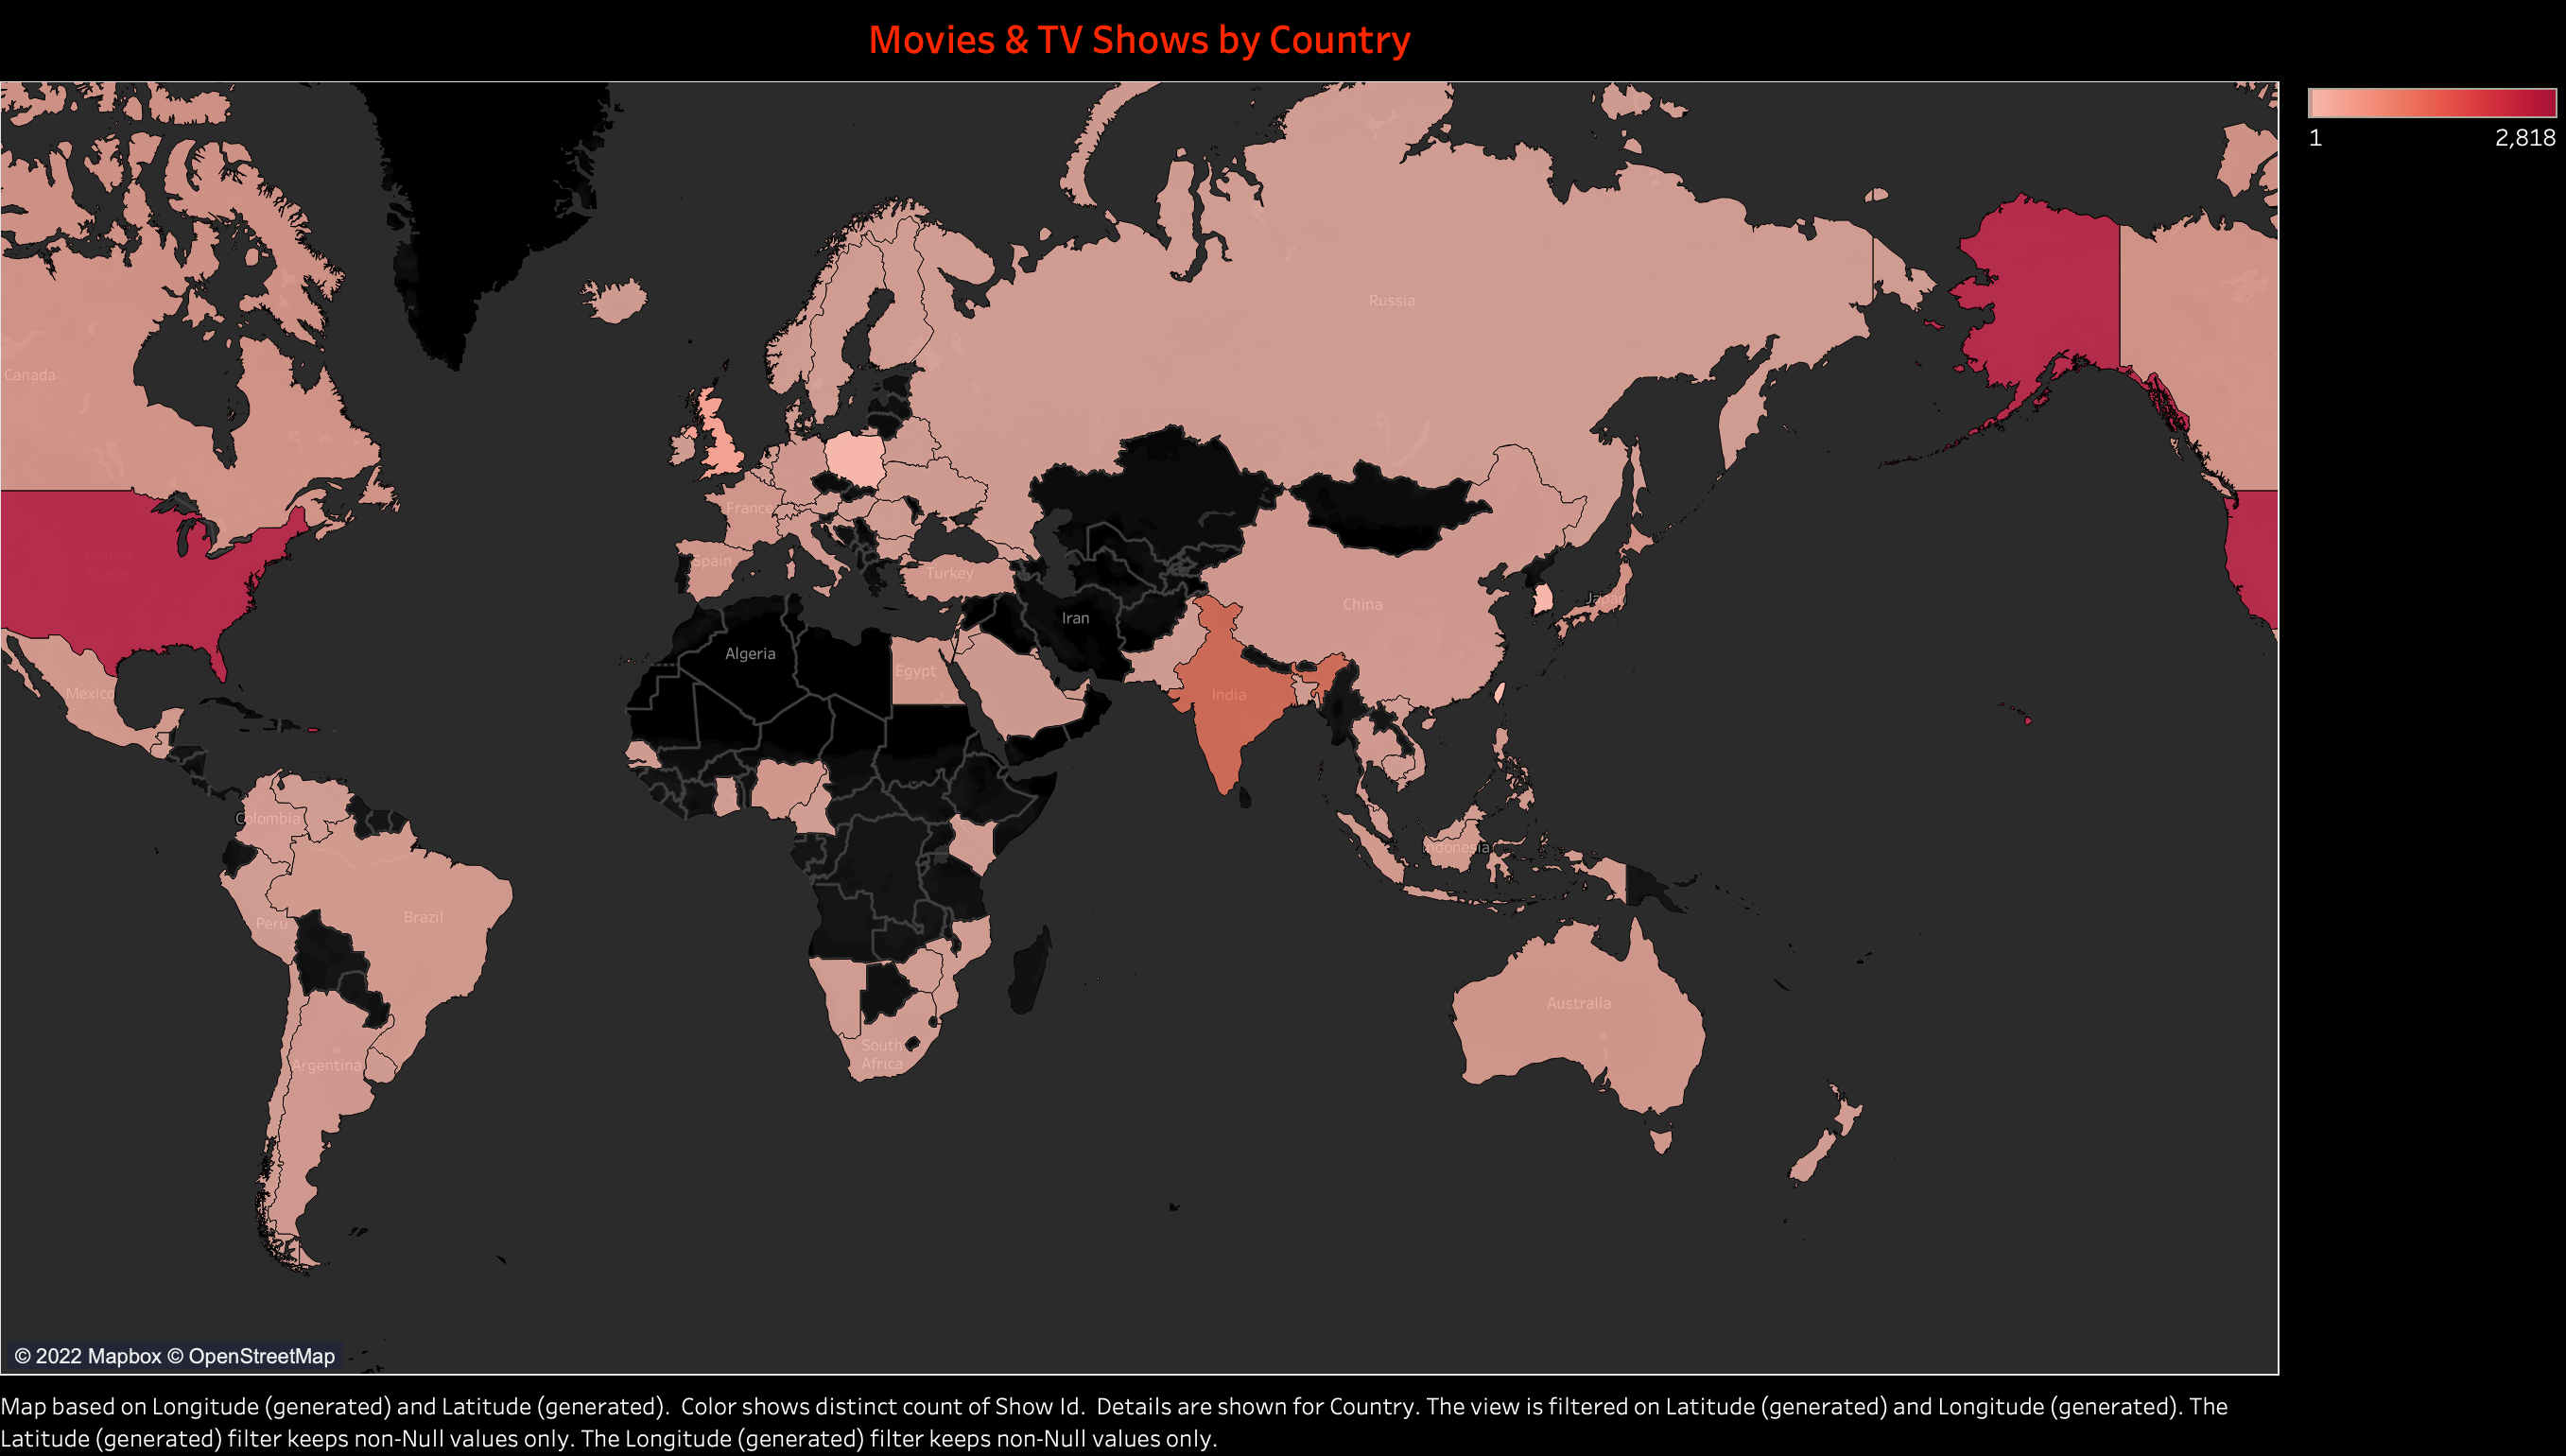 Movies & TV Shows by Country
1 2,818
Russia
Canada
France
United
States
Spain
Turkey
China
Japan
Iran
Algeria
Egypt
Mexico
India
Colombia
Indonesia
Peru
Brazil
Australia
South
Africa
Argentina
© 2022 Mapbox © OpenStreetMap
Map based on Longitude (generated) and Latitude (generated).  Color shows distinct count of Show Id.  Details are shown for Country. The view is filtered on Latitude (generated) and Longitude (generated). The
Latitude (generated) filter keeps non-Null values only. The Longitude (generated) filter keeps non-Null values only.